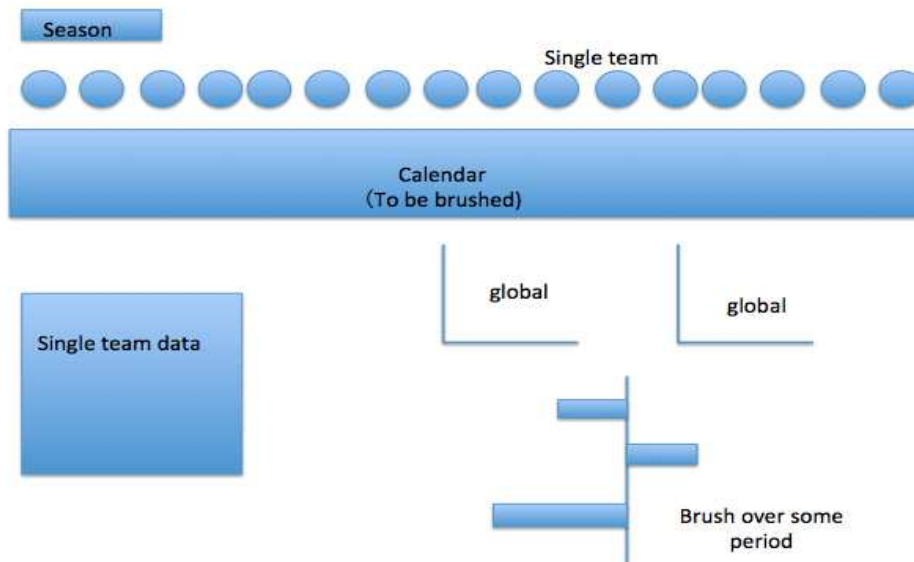 Season
Single team
Calendar
(To be brushed)
global
global
Single team data
Brush over some
period